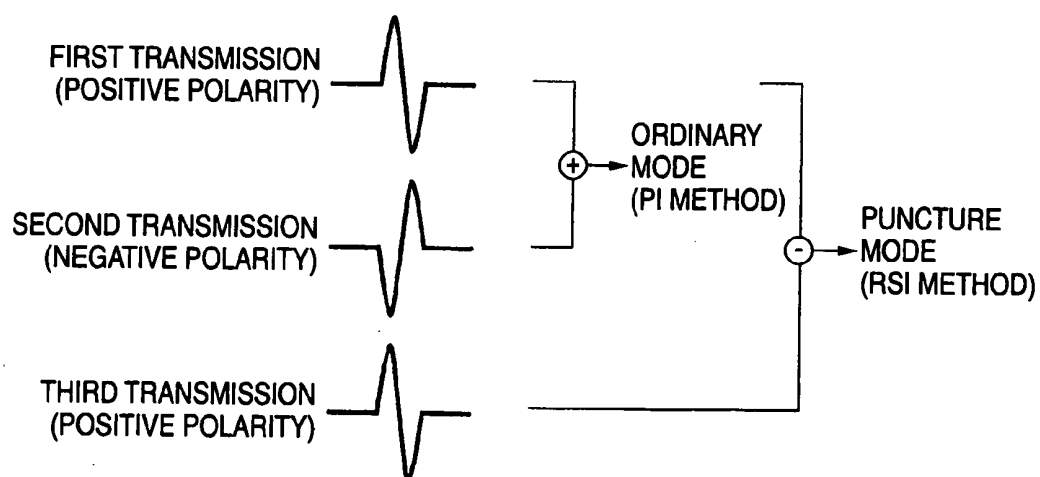 FIRST TRANSMISSION
(POSITIVE POLARITY)
SECOND TRANSMISSION
(NEGATIVE POLARITY)
THIRD TRANSMISSION
(POSITIVE POLARITY)
+
ORDINARY
MODE
(PI METHOD)
-
PUNCTURE
MODE
(RSI METHOD)